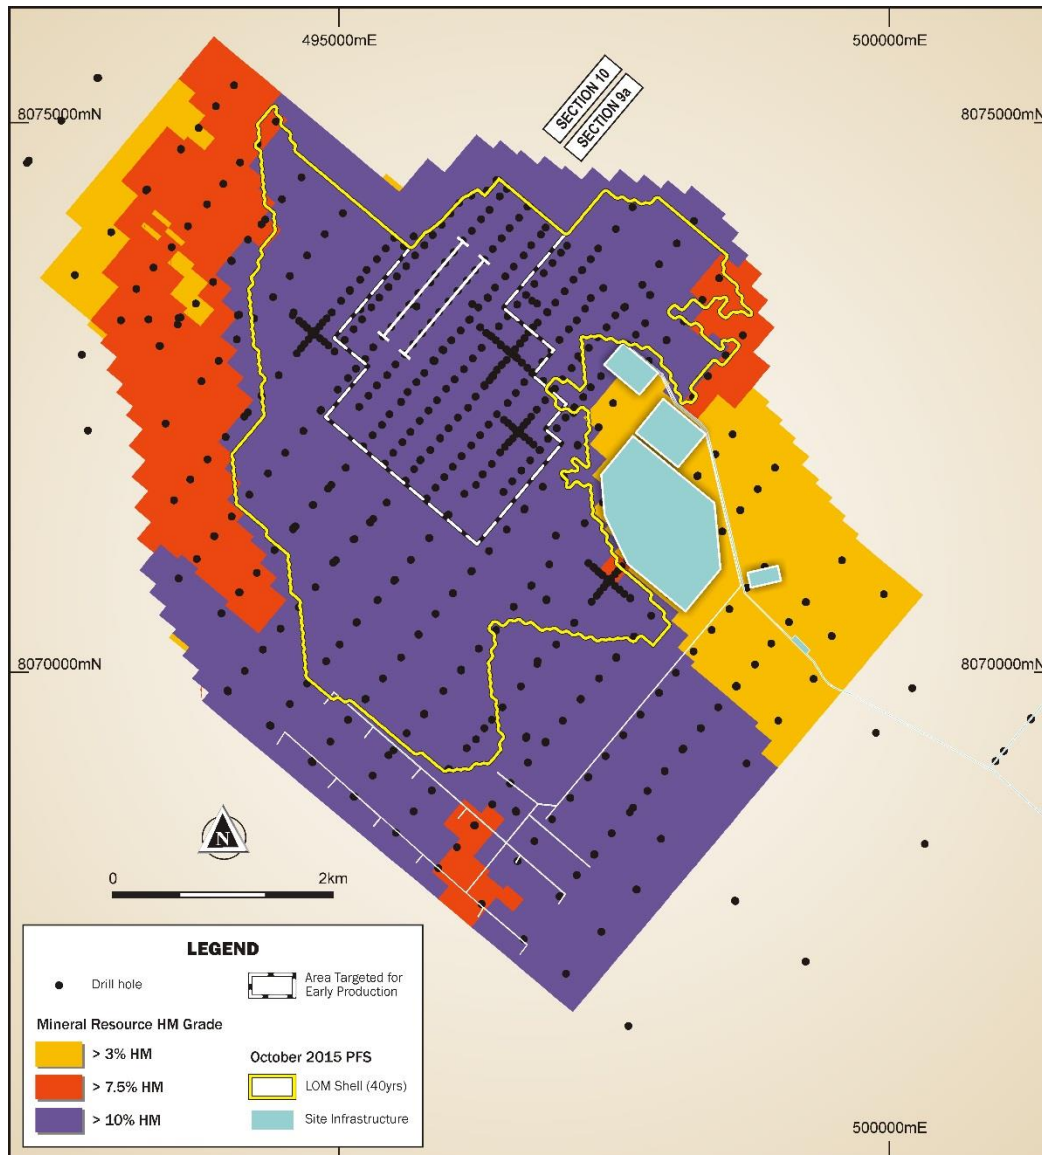 495000mE
500000mE
8075000mN
8075000mN
SECTION 10
SECTION 9a
8070000mN
8070000mN
N
0
2km
LEGEND
Drill hole
Area Targeted for
Early Production
Mineral Resource HM Grade
> 3% HM
> 7.5% HM
> 10% HM
October 2015 PFS
LOM Shell (40yrs)
Site Infrastructure
500000mE